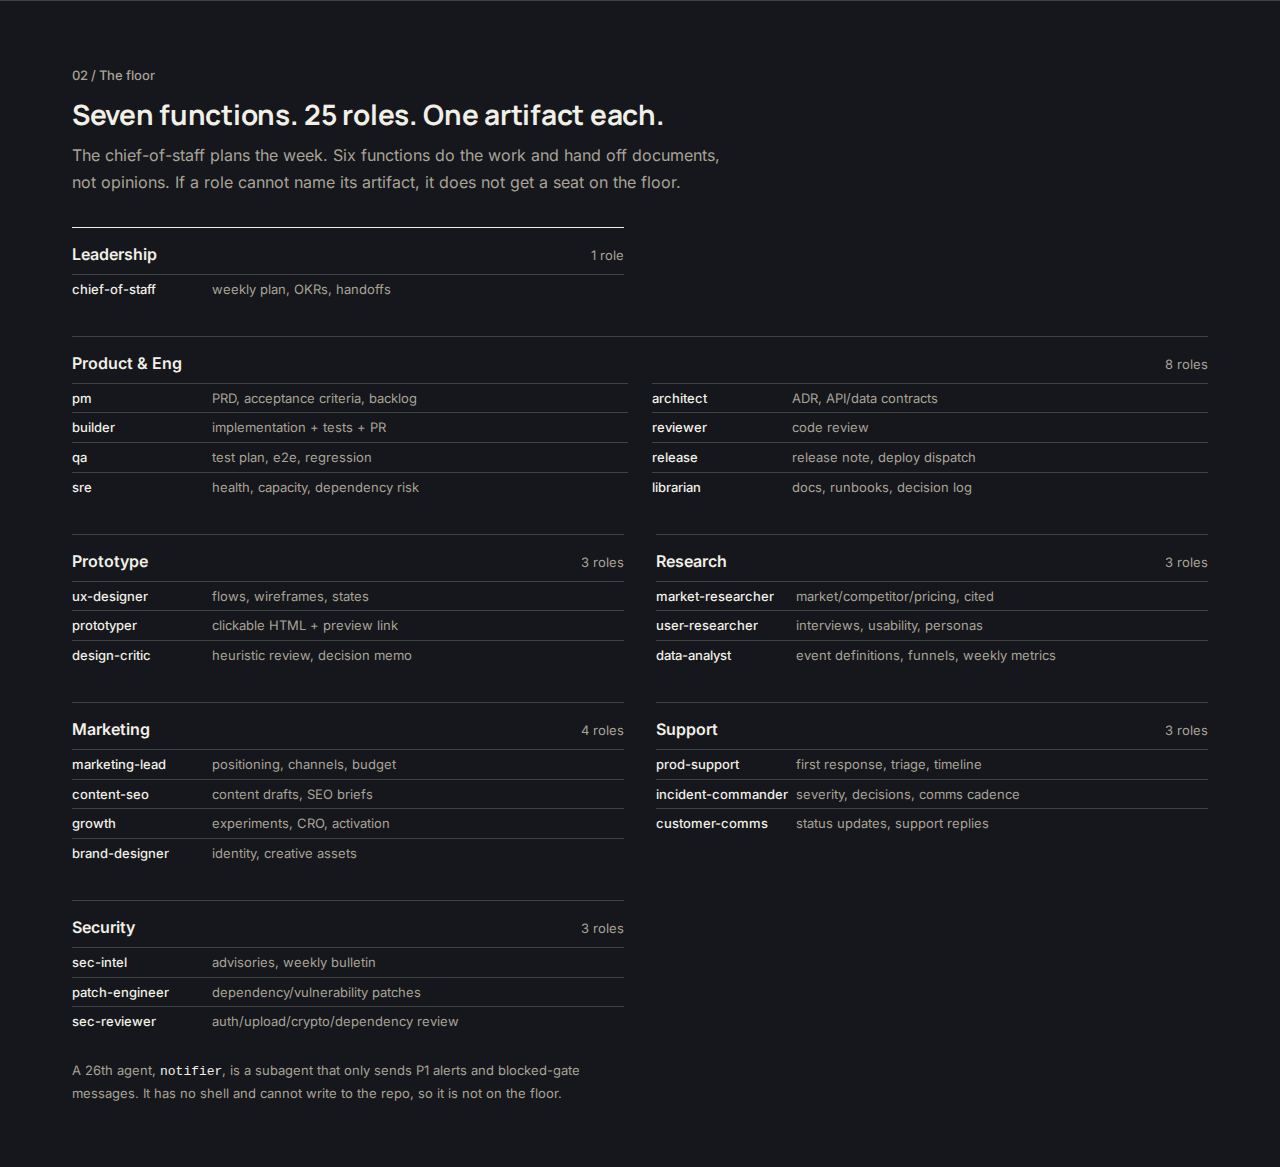 02 / The floor
Seven functions. 25 roles. One artifact each.
The chief-of-staff plans the week. Six functions do the work and hand off documents,
not opinions. If a role cannot name its artifact, it does not get a seat on the floor.
Leadership 1 role
chief-of-staff weekly plan, OKRs, handoffs
Product & Eng 8 roles
pm PRD, acceptance criteria, backlog
architect ADR, API/data contracts
builder implementation + tests + PR
reviewer code review
qa test plan, e2e, regression
release release note, deploy dispatch
sre health, capacity, dependency risk
librarian docs, runbooks, decision log
Prototype 3 roles
ux-designer flows, wireframes, states
prototyper clickable HTML + preview link
design-critic heuristic review, decision memo
Research 3 roles
market-researcher market/competitor/pricing, cited
user-researcher interviews, usability, personas
data-analyst event definitions, funnels, weekly metrics
Marketing 4 roles
marketing-lead positioning, channels, budget
content-seo content drafts, SEO briefs
growth experiments, CRO, activation
brand-designer identity, creative assets
Support 3 roles
prod-support first response, triage, timeline
incident-commander severity, decisions, comms cadence
customer-comms status updates, support replies
Security 3 roles
sec-intel advisories, weekly bulletin
patch-engineer dependency/vulnerability patches
sec-reviewer auth/upload/crypto/dependency review
A 26th agent, notifier, is a subagent that only sends P1 alerts and blocked-gate
messages. It has no shell and cannot write to the repo, so it is not on the floor.